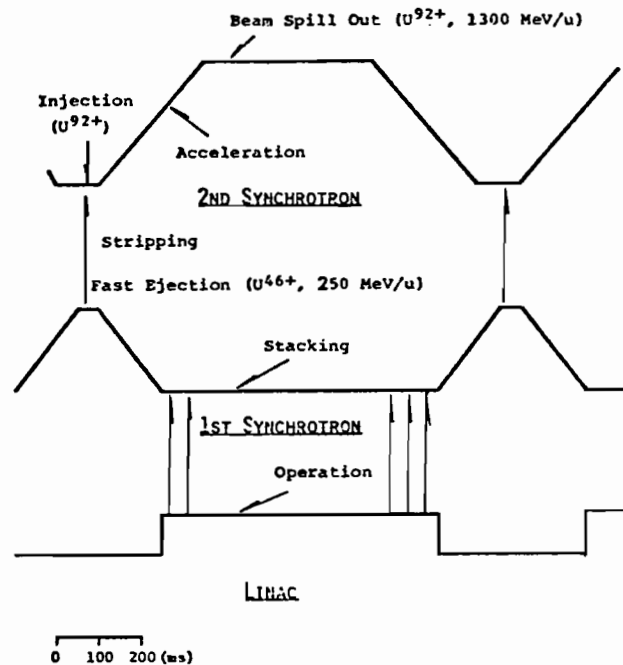 Beam Spill Out (U92+, 1300 MeV/u)
Injection
(U92+)
Acceleration
2ND SYNCHROTRON
Stripping
Fast Ejection (U46+, 250 MeV/u)
Stacking
1ST SYNCHROTRON
Operation
LINAC
0 100 200 (ms)